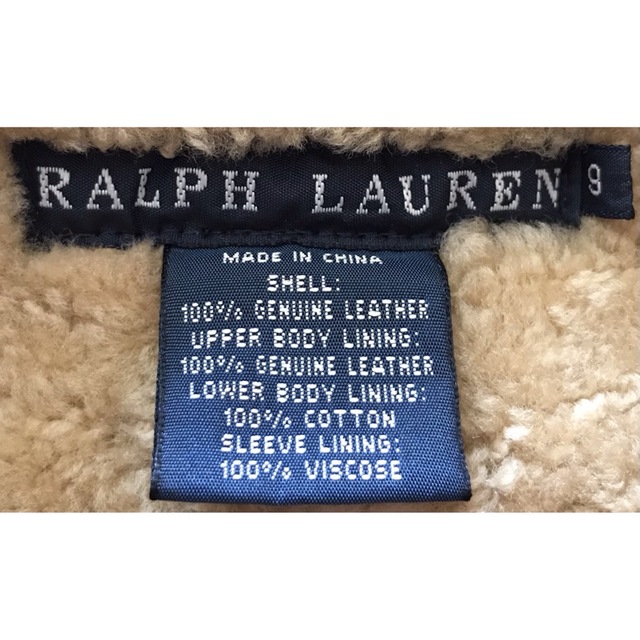 RALPH LAUREN 9
MADE IN CHINA
SHELL:
100% GENUINE LEATHER
UPPER BODY LINING:
100% GENUINE LEATHER
LOWER BODY LINING:
100% COTTON
SLEEVE LINING:
100% VISCOSE